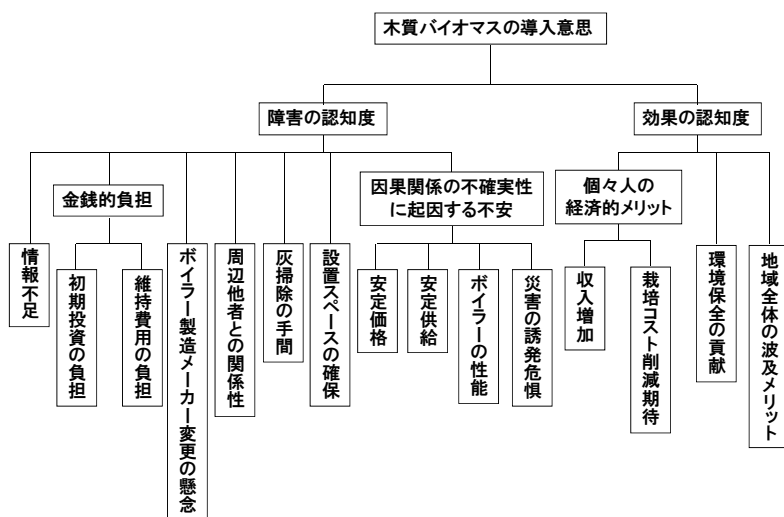 木質バイオマスの導入意思
障害の認知度
効果の認知度
金銭的負担
因果関係の不確実性
に起因する不安
個々人の
経済的メリット
情報不足
初期投資の負担
維持費用の負担
ボイラー製造メーカー変更の懸念
周辺他者との関係性
灰掃除の手間
設置スペースの確保
安定価格
安定供給
ボイラーの性能
災害の誘発危惧
収入増加
栽培コスト削減期待
環境保全の貢献
地域全体の波及メリット